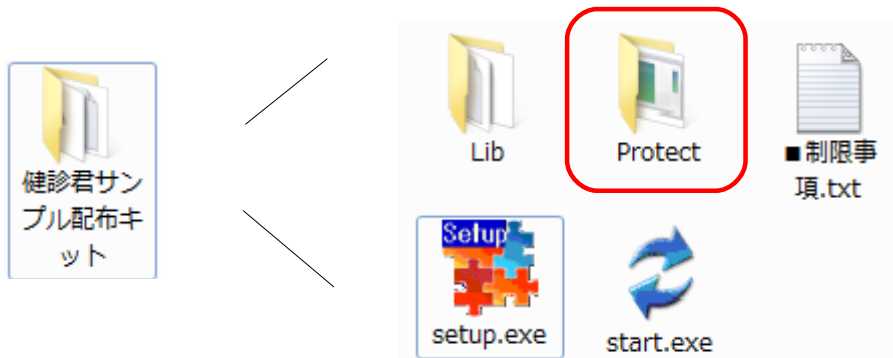 健診君サン
プル配布キ
ット
Lib
Protect
■制限事
項.txt
Setup
setup.exe
start.exe